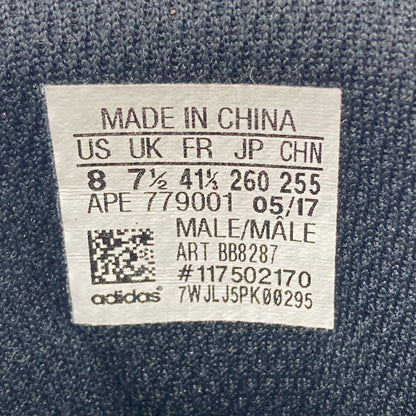 MADE IN CHINA
US UK FR JP CHN
8 7½ 41⅓ 260 255
APE 779001 05/17
MALE/MÂLE
ART BB8287
#117502170
adidas® 7WJLJ5PK00295